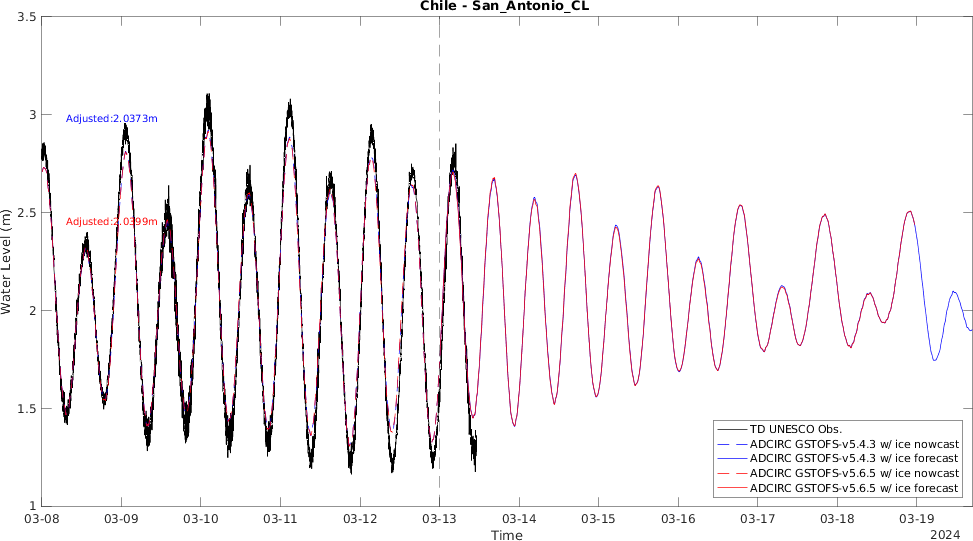 Chile - San_Antonio_CL
3.5
3
2.5
2
1.5
1
Water Level (m)
Adjusted:2.0373m
Adjusted:2.0399m
TD UNESCO Obs.
ADCIRC GSTOFS-v5.4.3 w/ ice nowcast
ADCIRC GSTOFS-v5.4.3 w/ ice forecast
ADCIRC GSTOFS-v5.6.5 w/ ice nowcast
ADCIRC GSTOFS-v5.6.5 w/ ice forecast
03-08 03-09 03-10 03-11 03-12 03-13 03-14 03-15 03-16 03-17 03-18 03-19
Time
2024